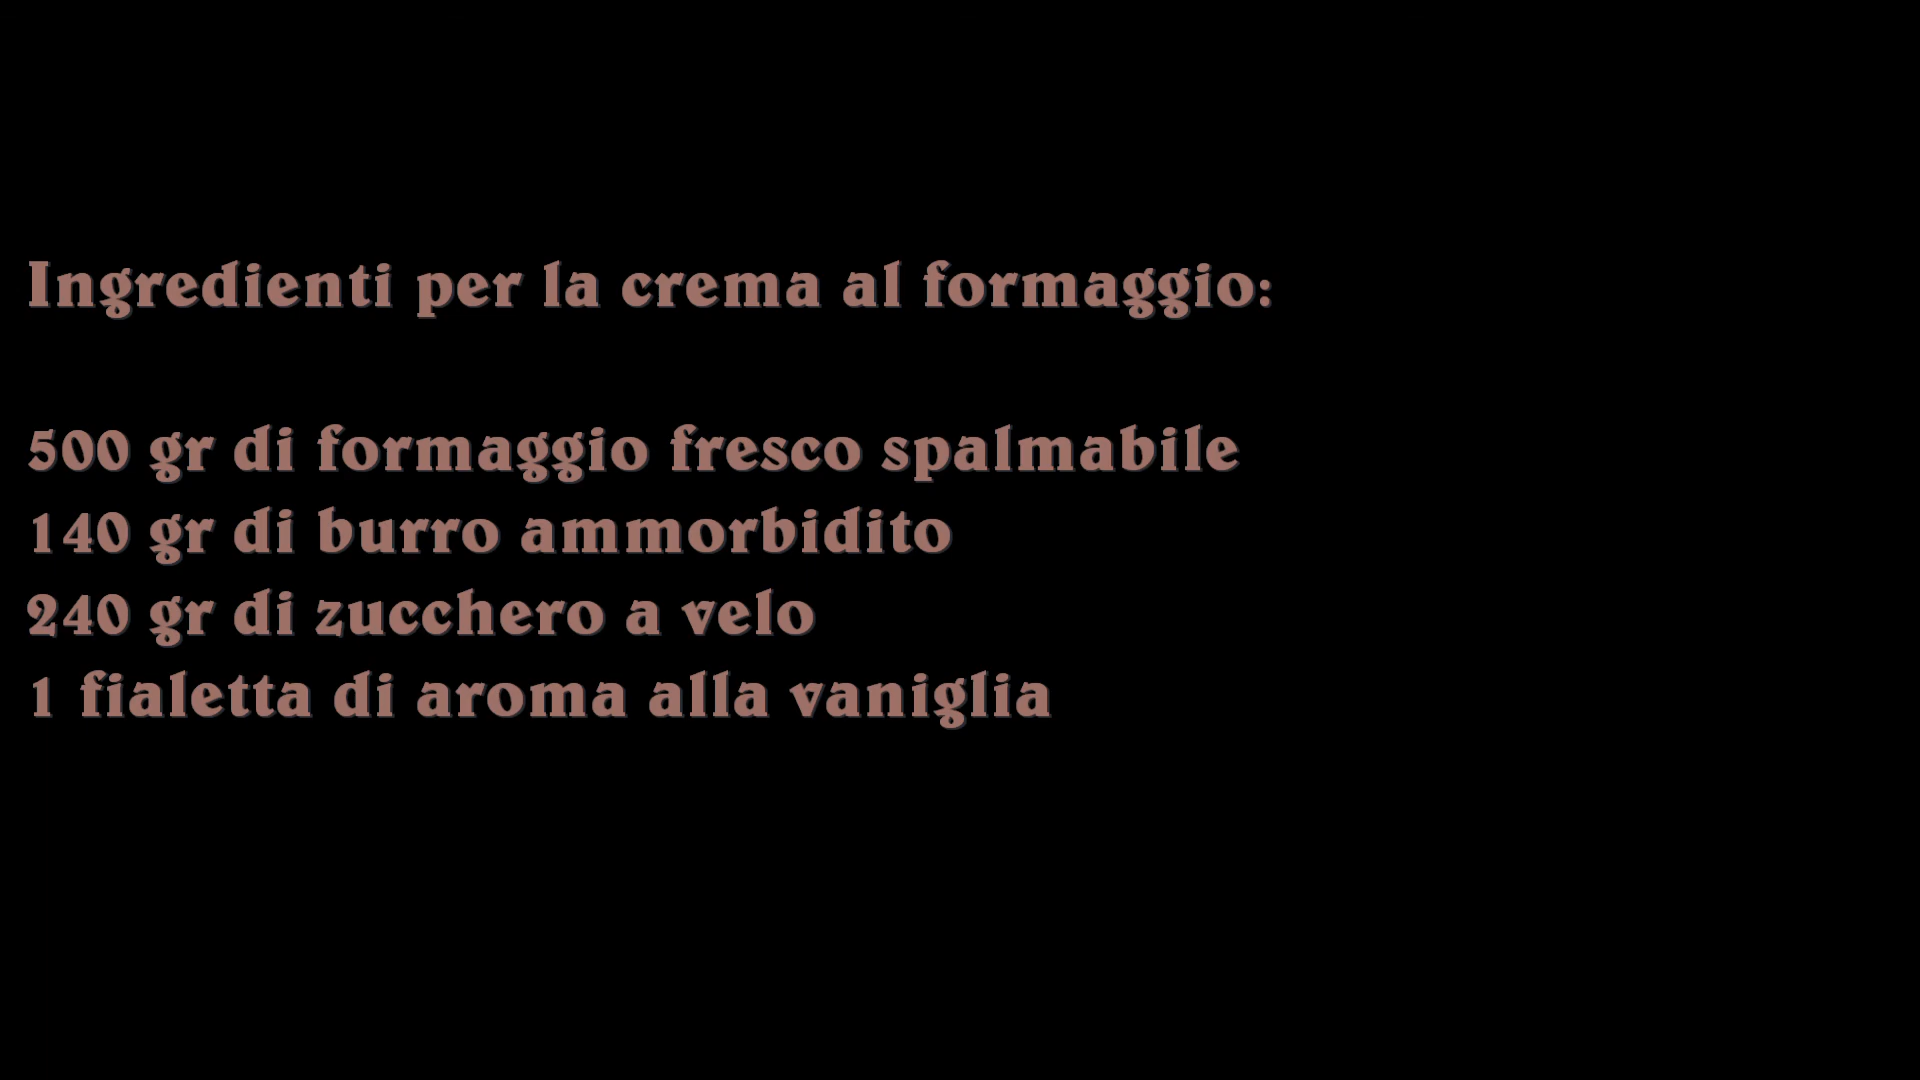 Ingredienti per la crema al formaggio:
500 gr di formaggio fresco spalmabile
140 gr di burro ammorbidito
240 gr di zucchero a velo
1 fialetta di aroma alla vaniglia